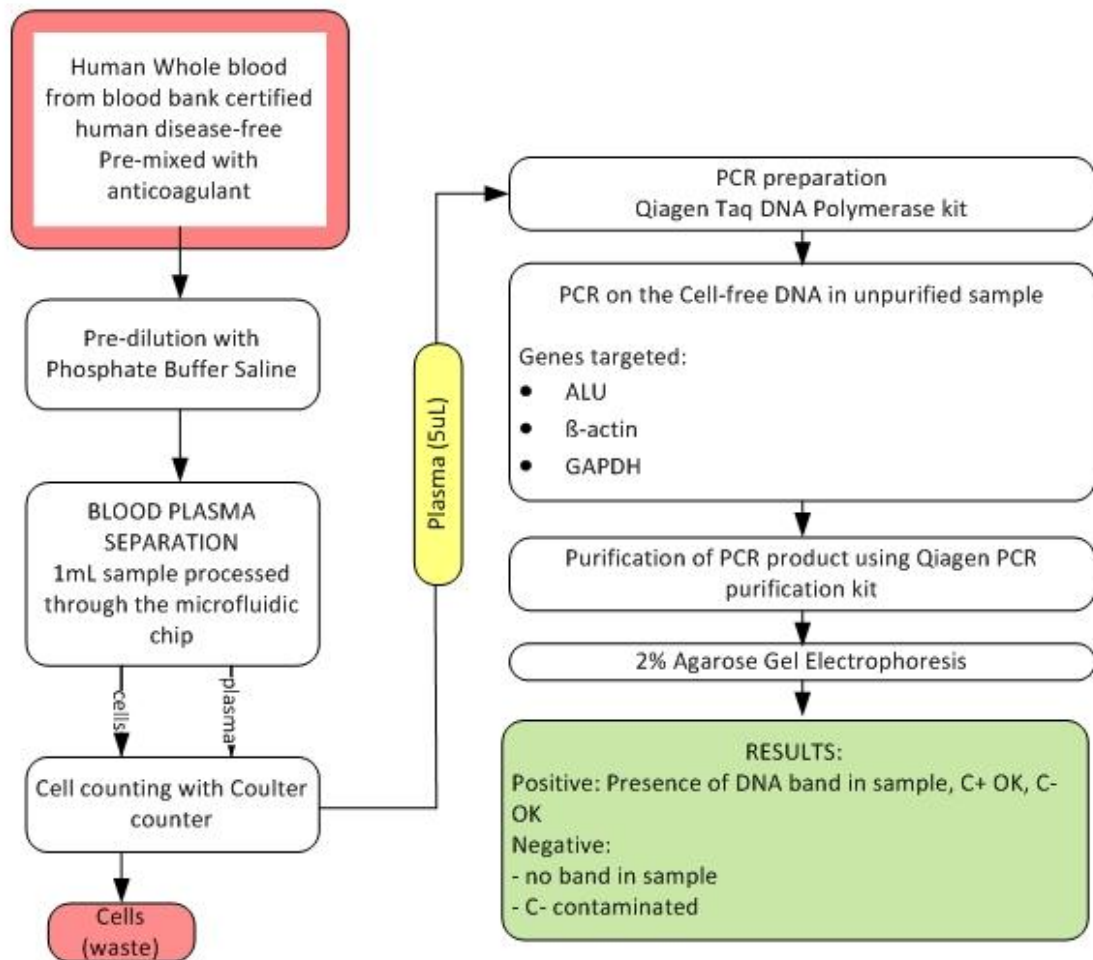 Human Whole blood
from blood bank certified
human disease-free
Pre-mixed with
anticoagulant
Pre-dilution with
Phosphate Buffer Saline
BLOOD PLASMA
SEPARATION
1mL sample processed
through the microfluidic
chip
cells
plasma
Cell counting with Coulter
counter
Cells
(waste)
Plasma (5uL)
PCR preparation
Qiagen Taq DNA Polymerase kit
PCR on the Cell-free DNA in unpurified sample
Genes targeted:
● ALU
● ß-actin
● GAPDH
Purification of PCR product using Qiagen PCR
purification kit
2% Agarose Gel Electrophoresis
RESULTS:
Positive: Presence of DNA band in sample, C+ OK, C-
OK
Negative:
- no band in sample
- C- contaminated